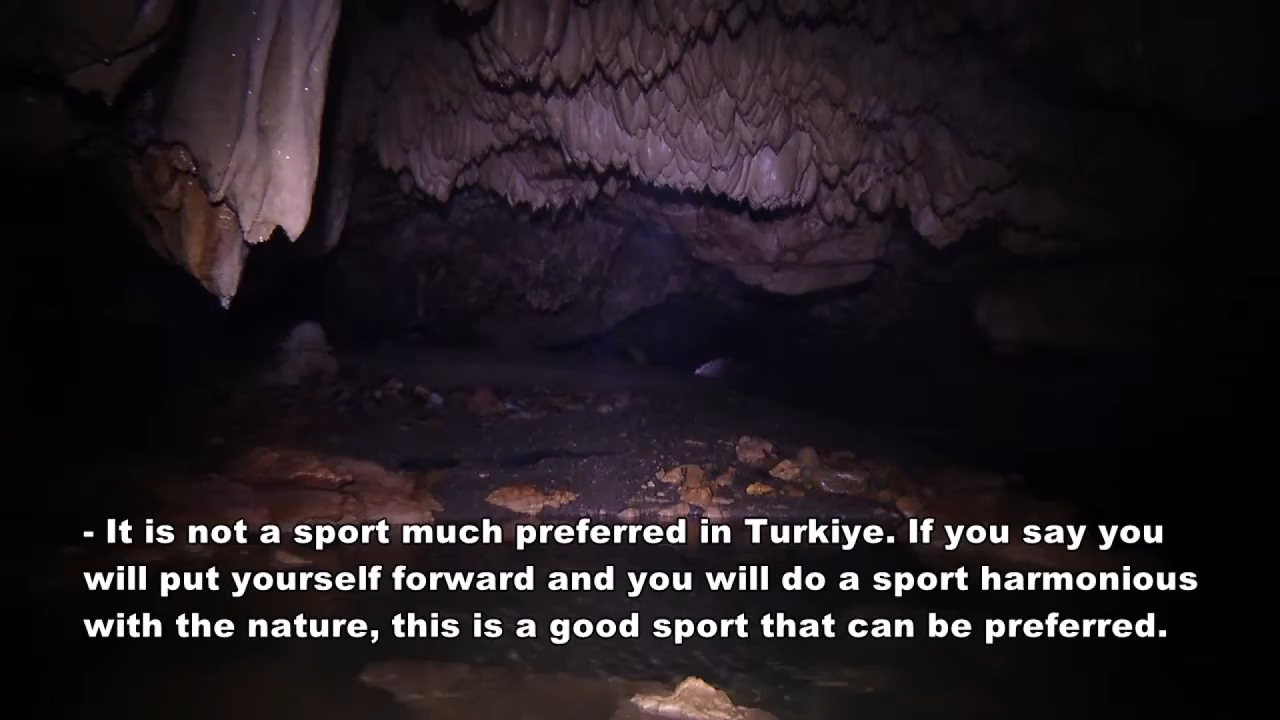 - It is not a sport much preferred in Turkiye. If you say you
will put yourself forward and you will do a sport harmonious
with the nature, this is a good sport that can be preferred.